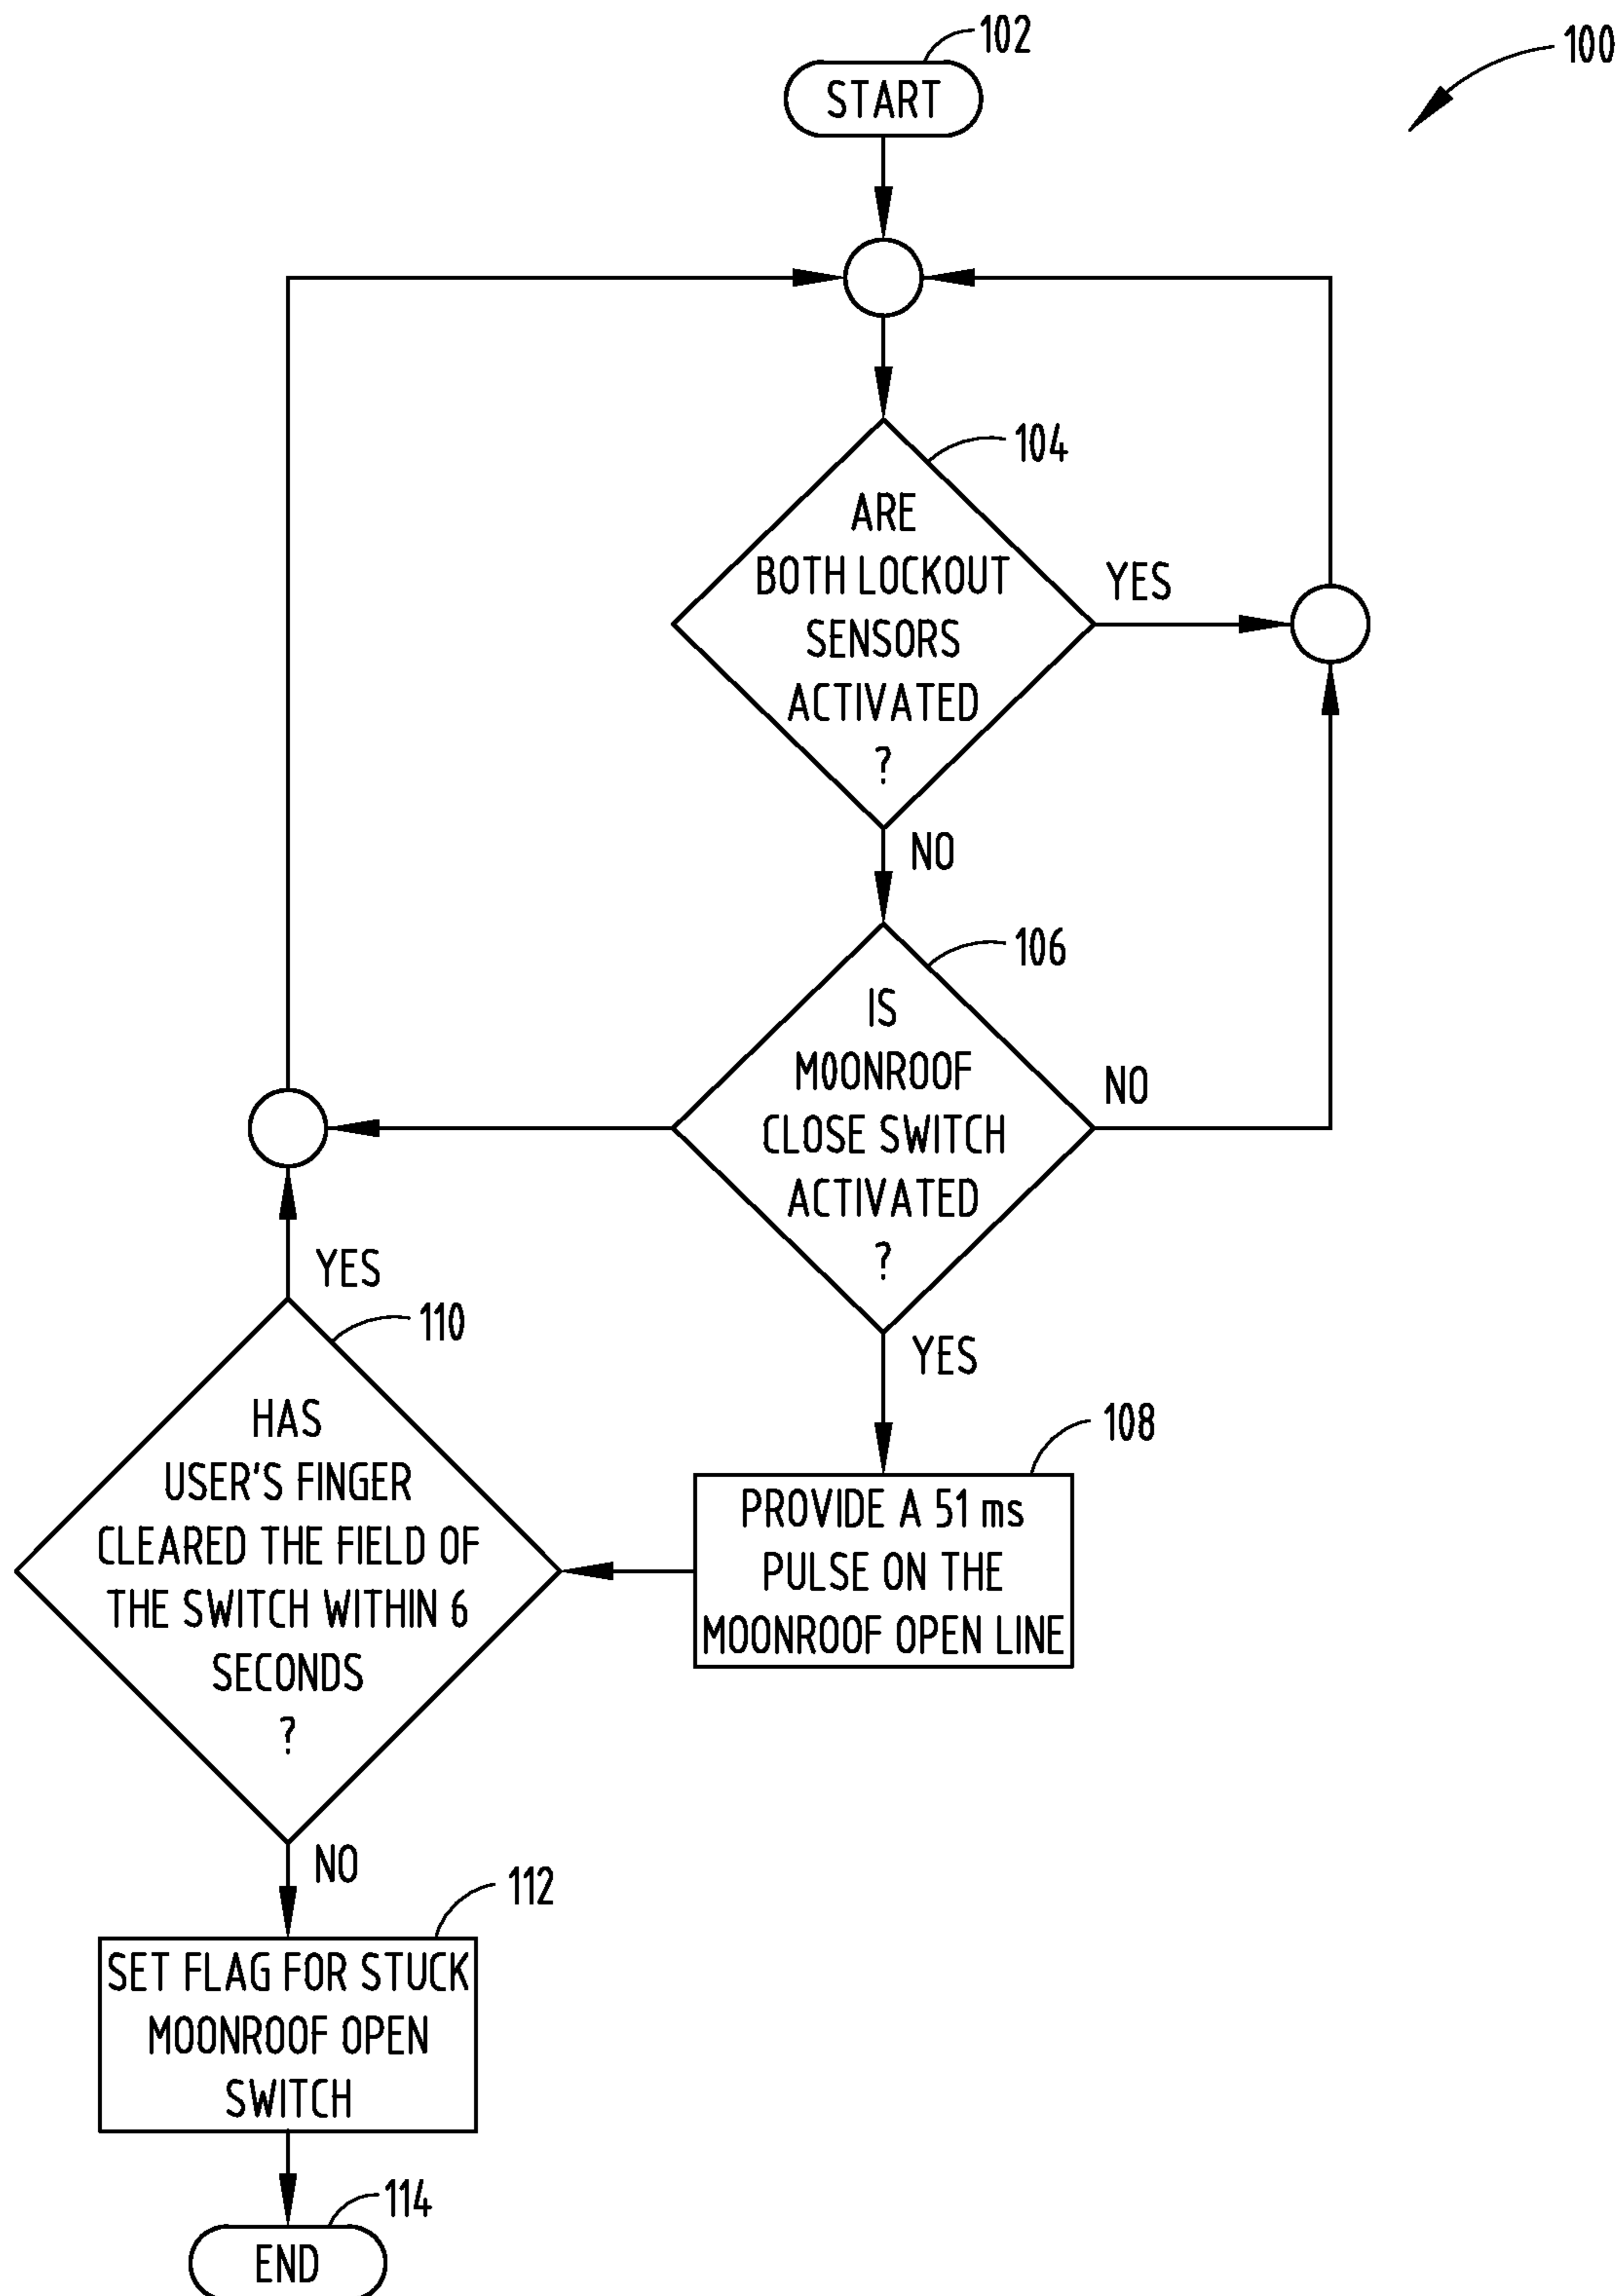 102
100
START
104
ARE
BOTH LOCKOUT
SENSORS
ACTIVATED
?
YES
NO
106
IS
MOONROOF
CLOSE SWITCH
ACTIVATED
?
NO
YES
YES
110
HAS
USER'S FINGER
CLEARED THE FIELD OF
THE SWITCH WITHIN 6
SECONDS
?
108
PROVIDE A 51 ms
PULSE ON THE
MOONROOF OPEN LINE
NO
112
SET FLAG FOR STUCK
MOONROOF OPEN
SWITCH
114
END